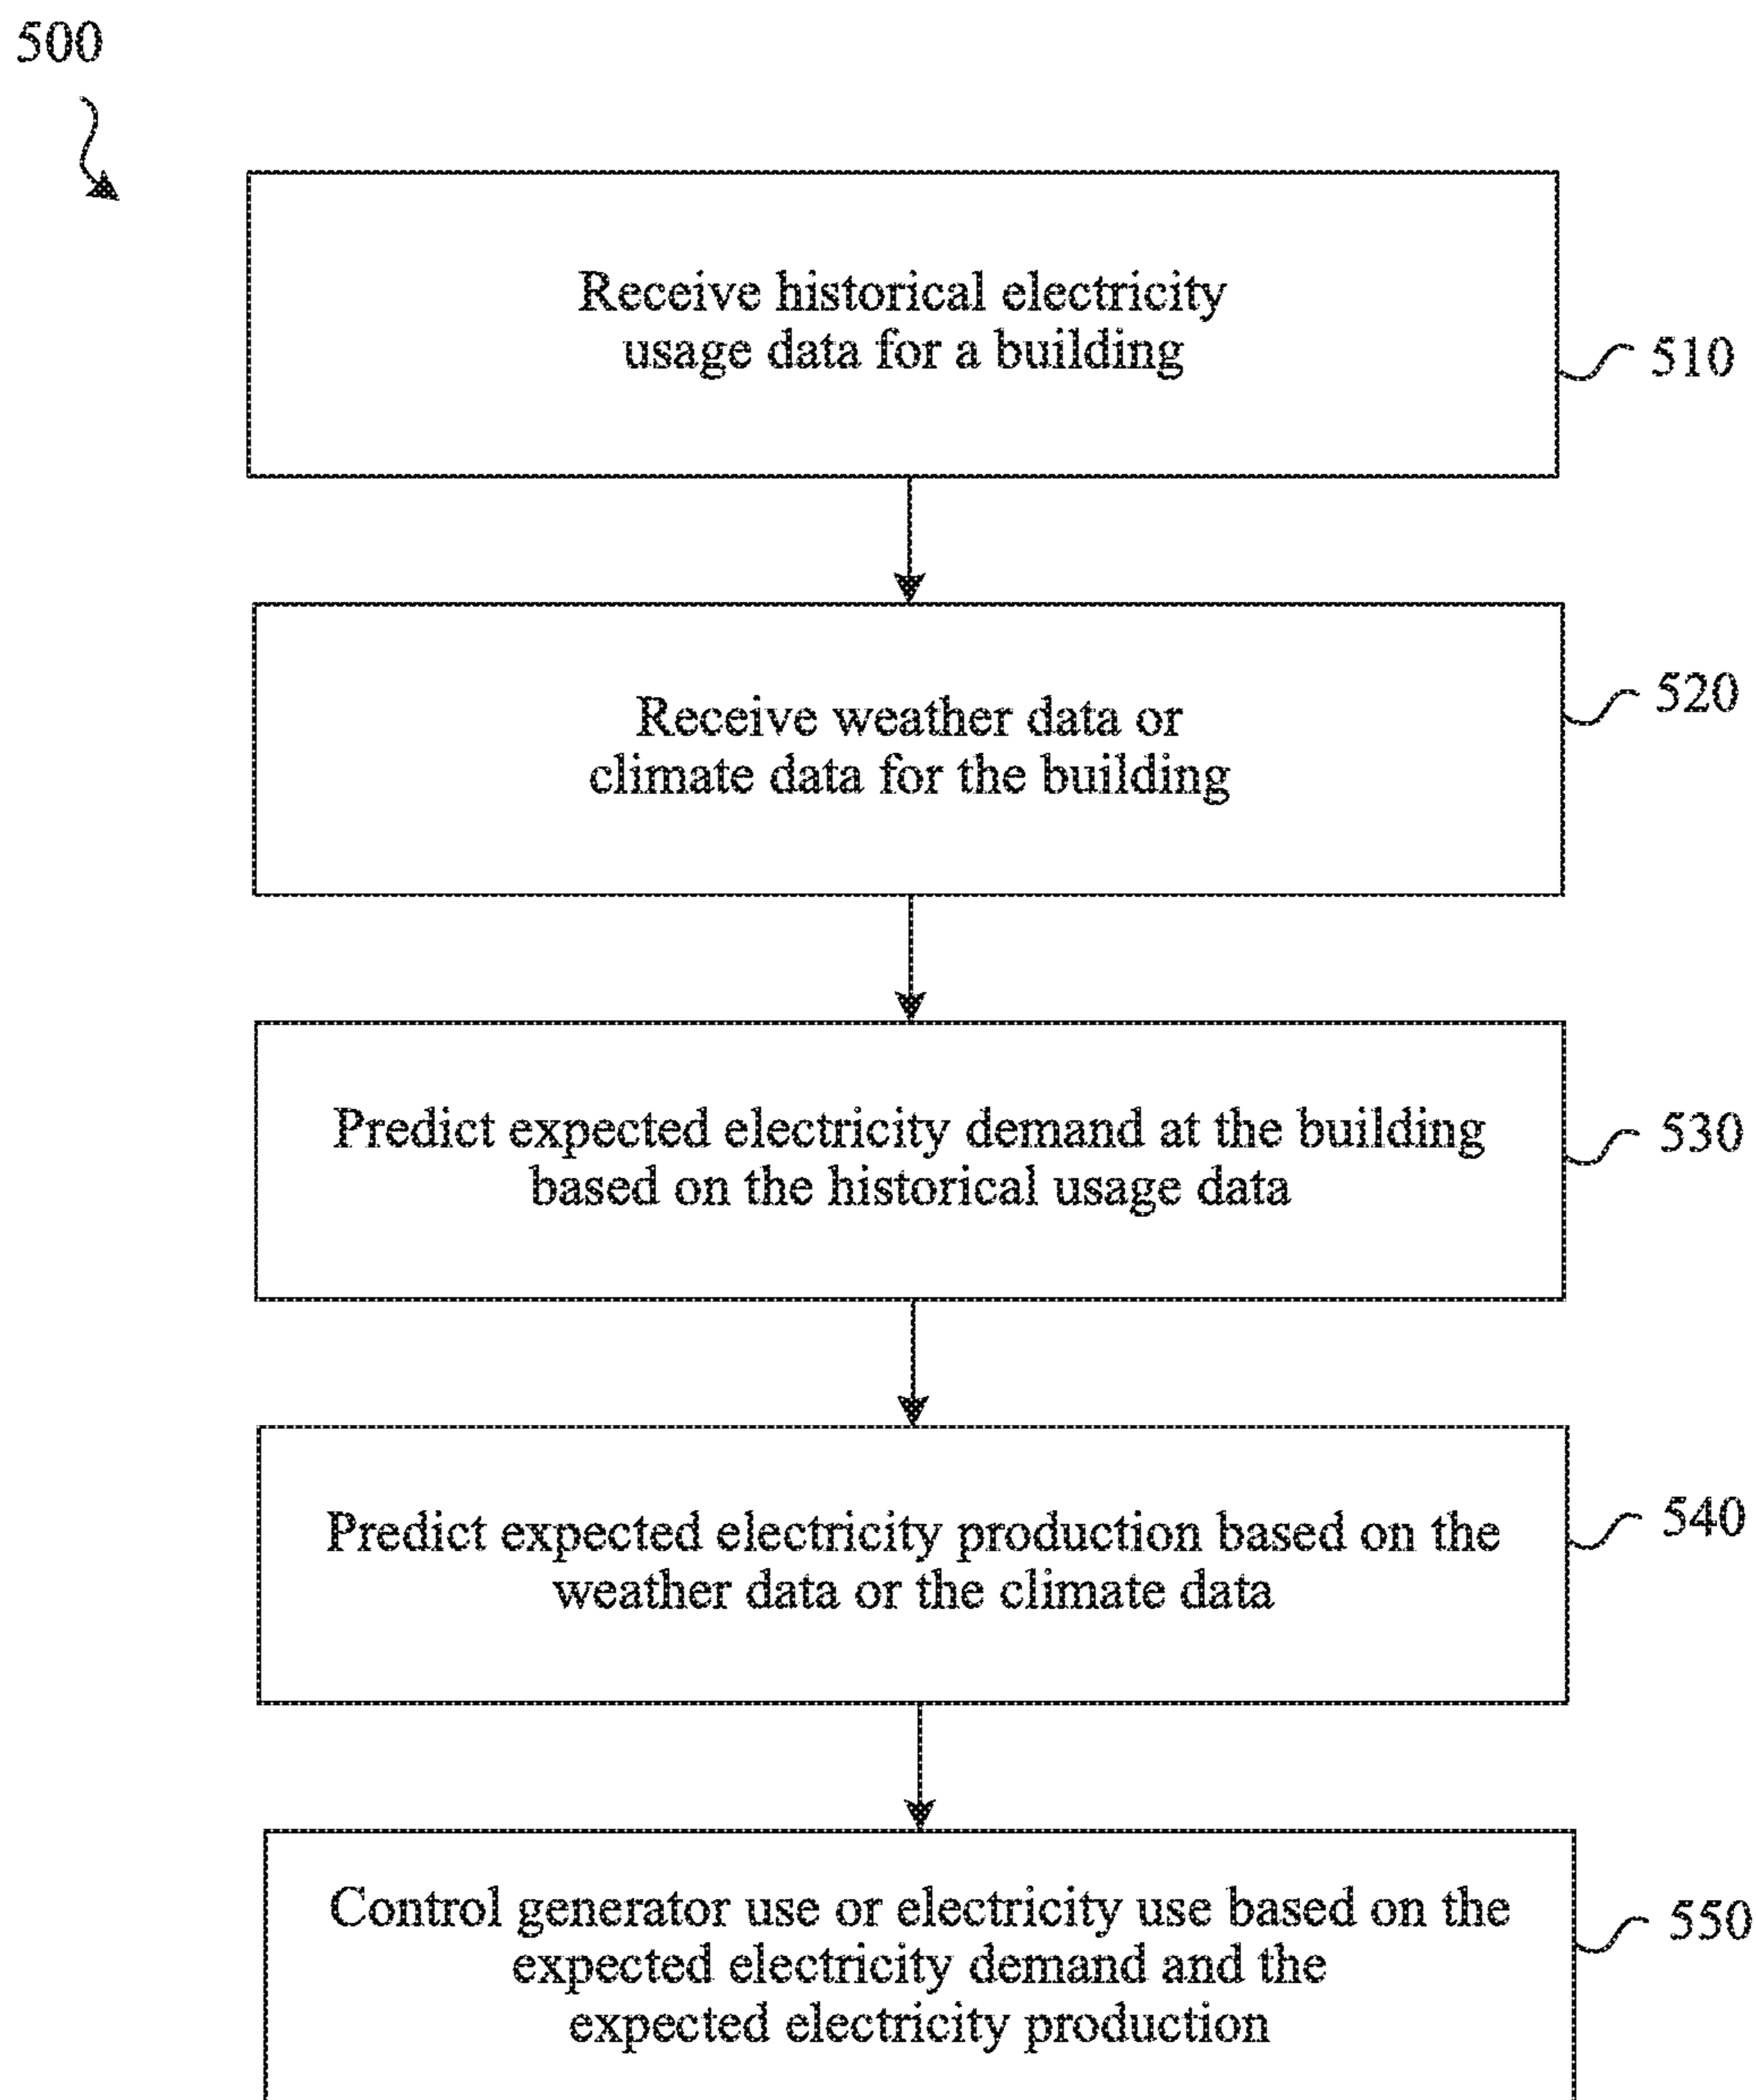 500
Receive historical electricity
usage data for a building
510
Receive weather data or
climate data for the building
520
Predict expected electricity demand at the building
based on the historical usage data
530
Predict expected electricity production based on the
weather data or the climate data
540
Control generator use or electricity use based on the
expected electricity demand and the
expected electricity production
550